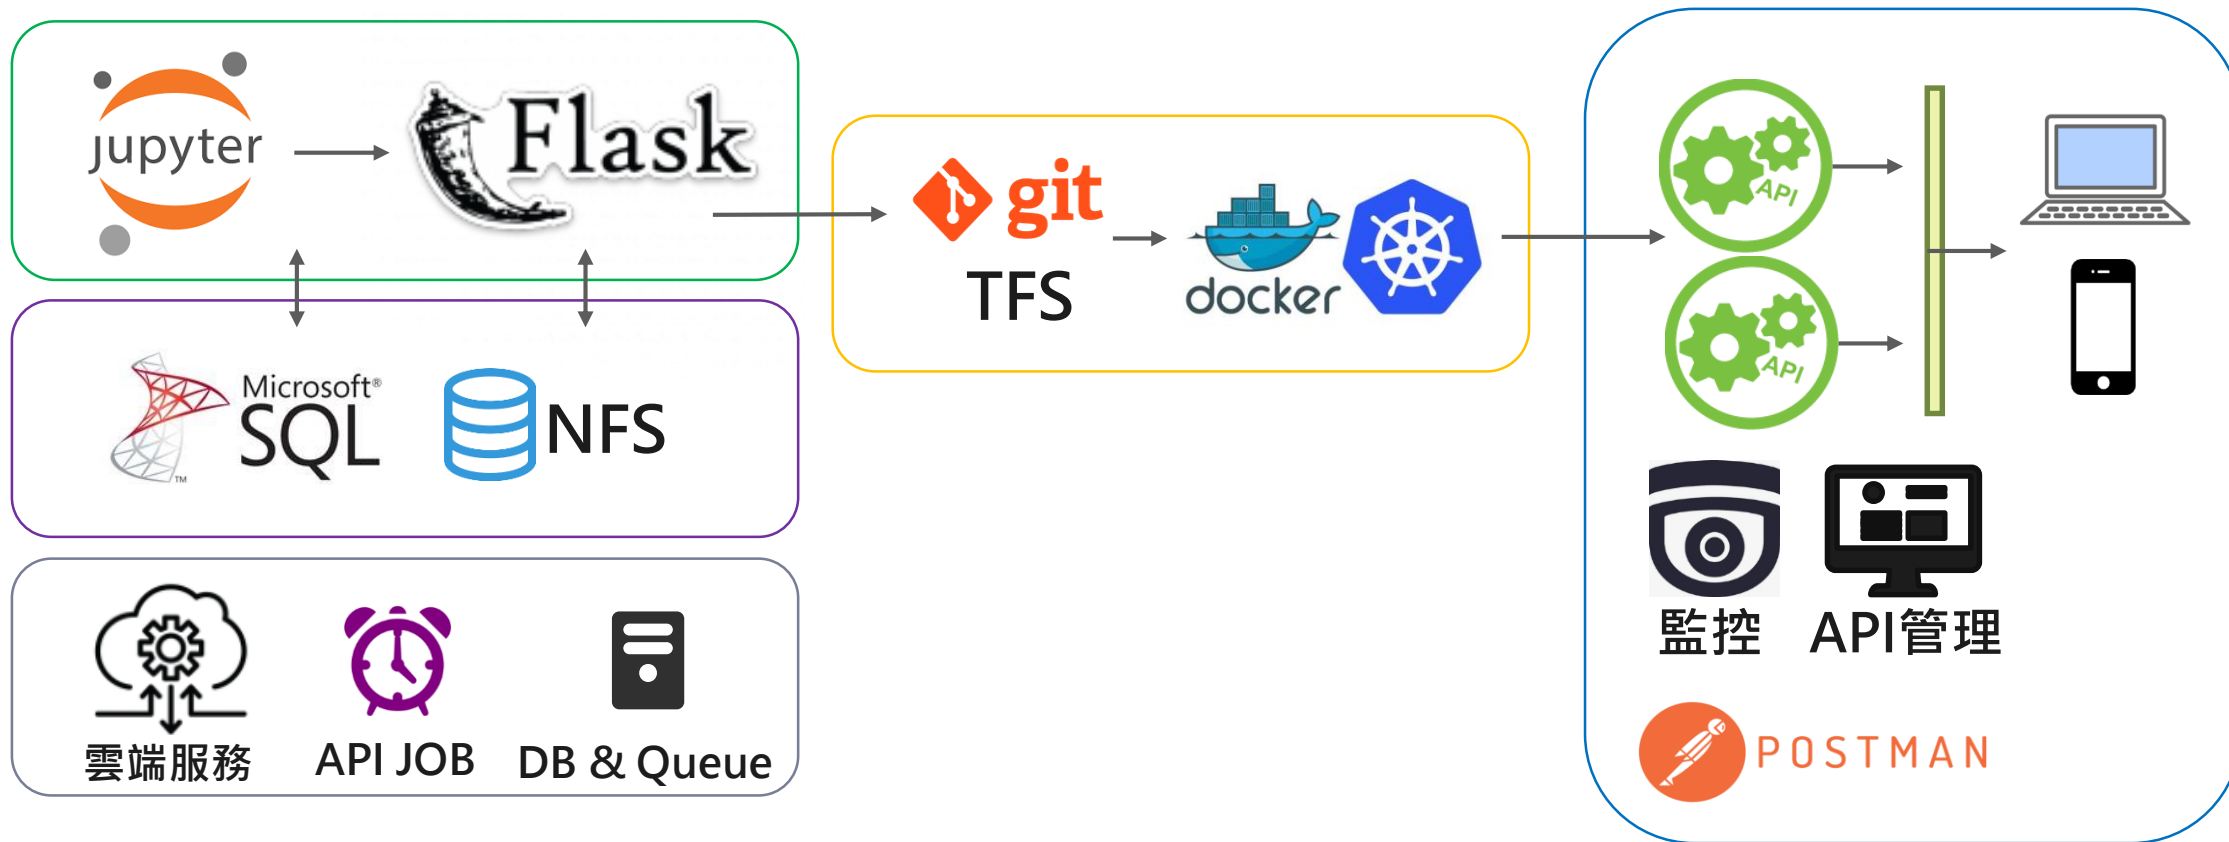 jupyter
Flask
git
TFS
docker
API
API
Microsoft®
SQL
TM
NFS
監控
API管理
雲端服務
API JOB
DB & Queue
POSTMAN